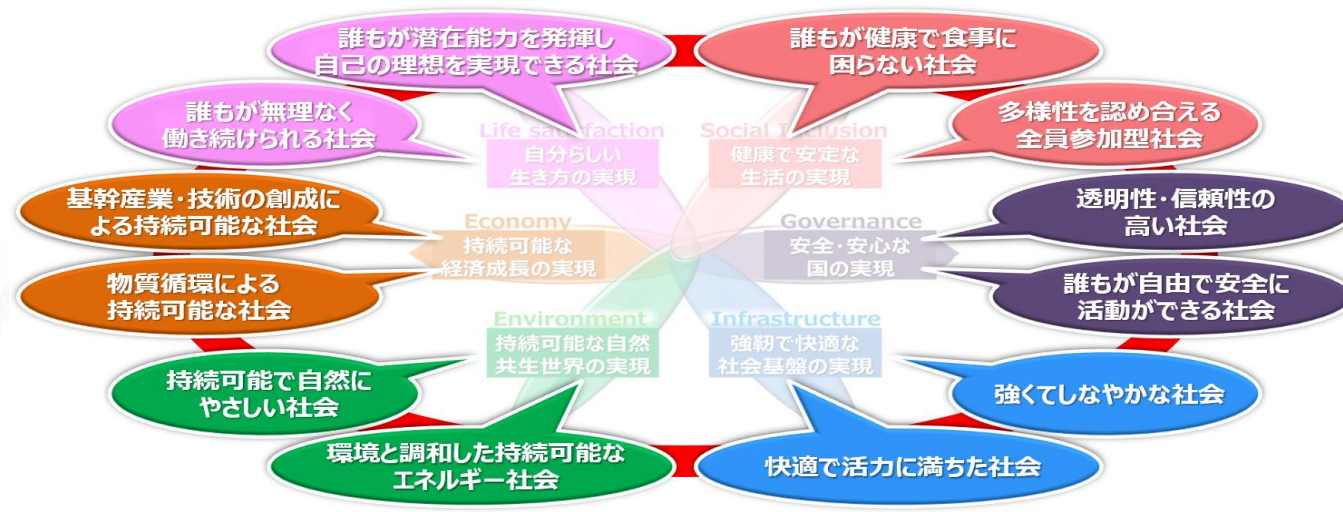 誰もが潜在能力を発揮し
自己の理想を実現できる社会
誰もが健康で食事に
困らない社会
誰もが無理なく
働き続けられる社会
多様性を認め合える
全員参加型社会
Life satisfaction
自分らしい
生き方の実現
Social Inclusion
健康で安定な
生活の実現
基幹産業・技術の創成に
よる持続可能な社会
透明性・信頼性の
高い社会
Economy
持続可能な
経済成長の実現
Governance
安全・安心な
国の実現
物質循環による
持続可能な社会
誰もが自由で安全に
活動ができる社会
Environment
持続可能な自然
共生世界の実現
Infrastructure
強靭で快適な
社会基盤の実現
持続可能で自然に
やさしい社会
強くてしなやかな社会
環境と調和した持続可能な
エネルギー社会
快適で活力に満ちた社会